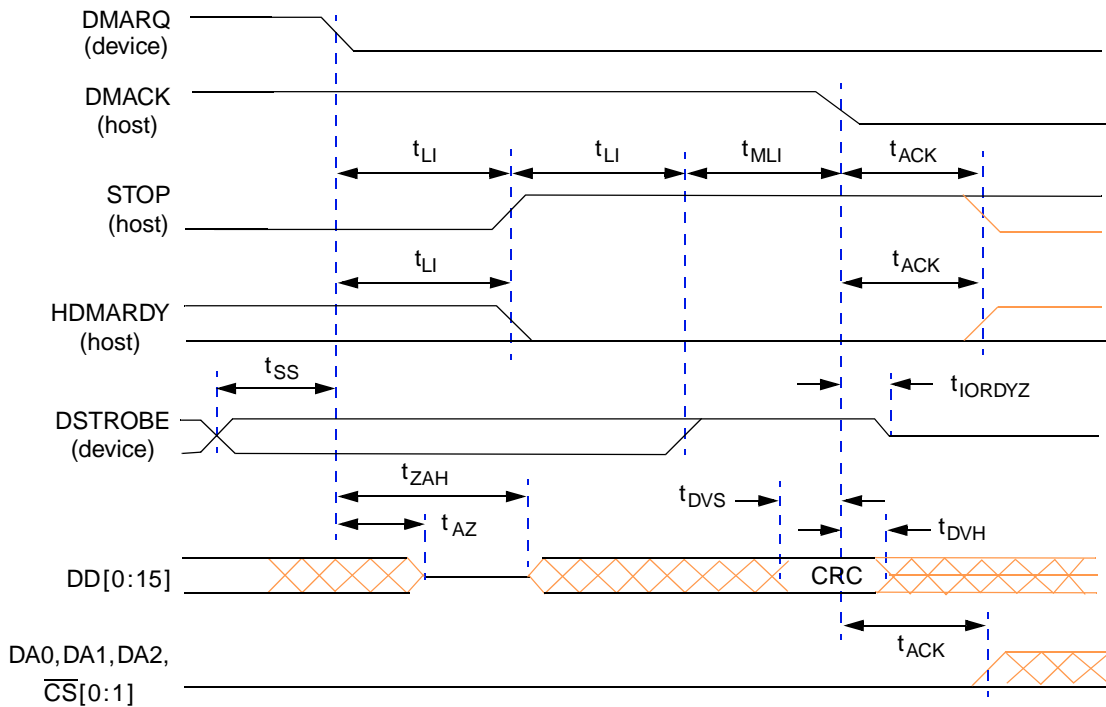 DMARQ
(device)
DMACK
(host)
tLI
tLI
tMLI
tACK
STOP
(host)
tLI
tACK
HDMARDY
(host)
tSS
tIORDYZ
DSTROBE
(device)
tZAH
tDVS
tAZ
tDVH
DD[0:15]
CRC
tACK
DA0,DA1,DA2,
C̅S̅[0:1]